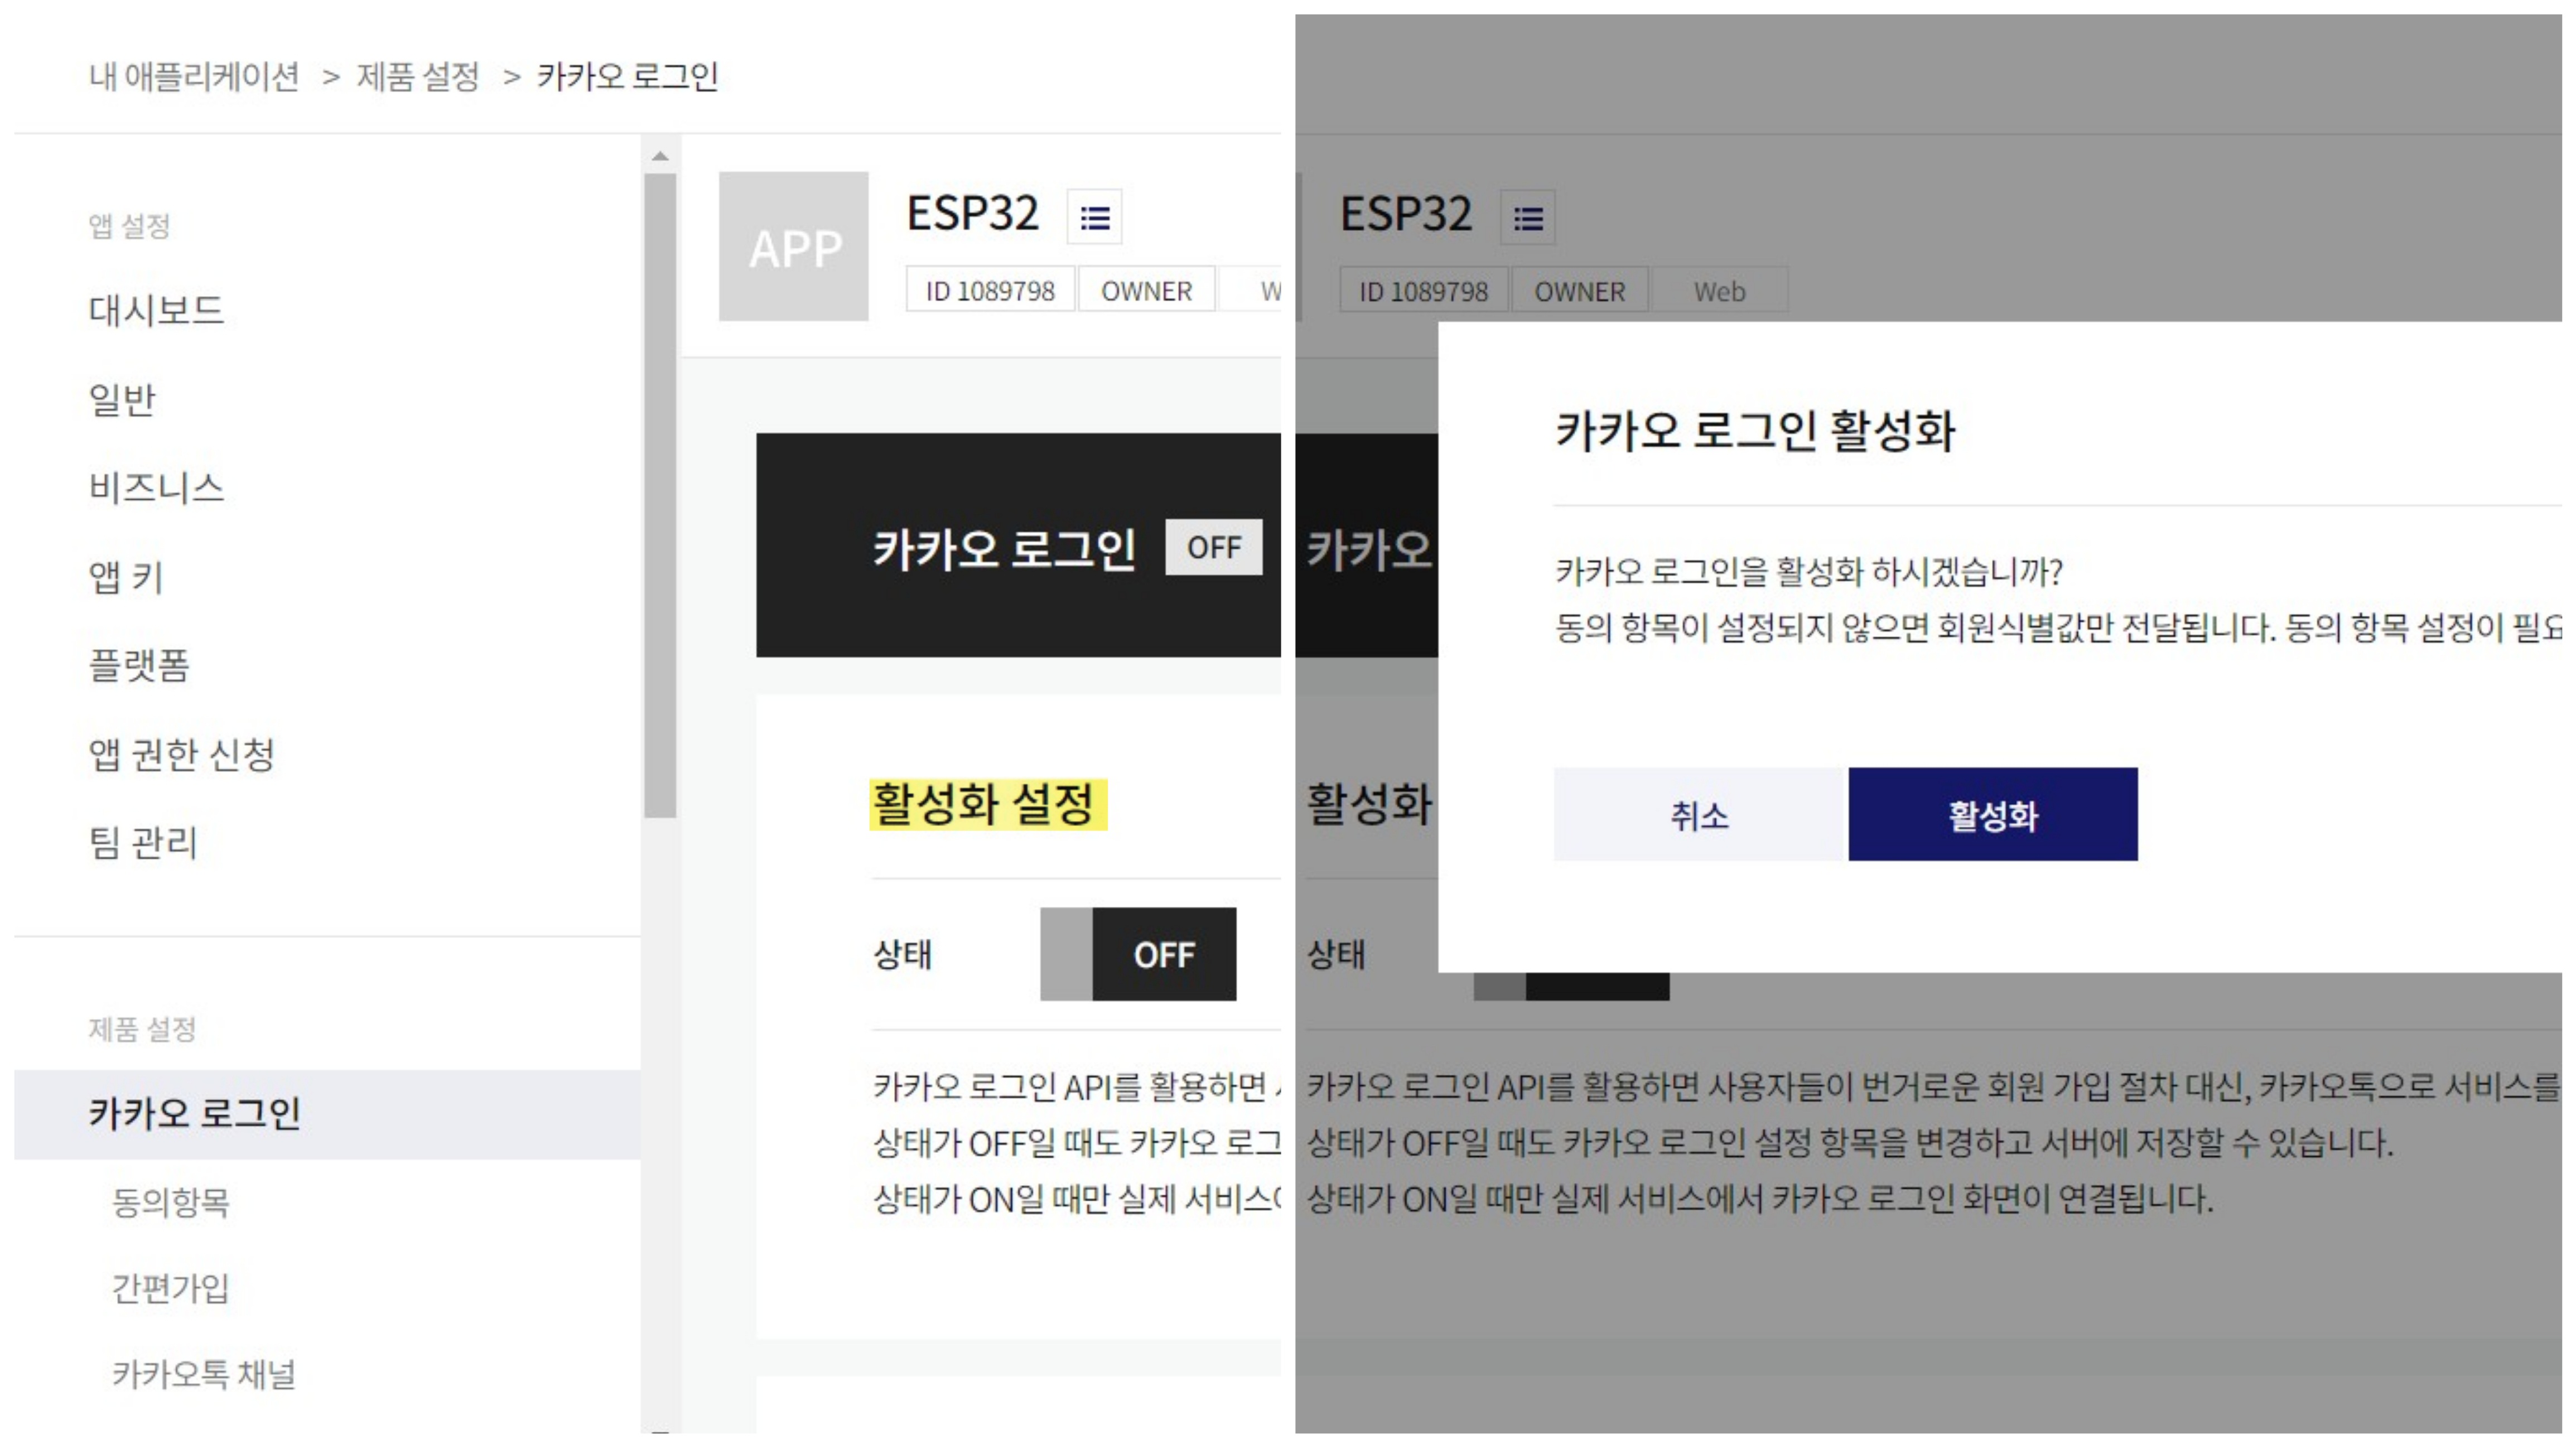 내 애플리케이션 > 제품 설정 > 카카오 로그인
앱 설정
대시보드
일반
비즈니스
앱 키
플랫폼
앱 권한 신청
팀 관리
제품 설정
카카오 로그인
동의항목
간편가입
카카오톡 채널
APP
ESP32
ID 1089798
OWNER
카카오 로그인
OFF
활성화 설정
상태
OFF
카카오 로그인 API를 활용하면
상태가 OFF일 때도 카카오 로그
상태가 ON일 때만 실제 서비스
ESP32
ID 1089798
OWNER
Web
카카오
활성화
상태
카카오 로그인 활성화
카카오 로그인을 활성화 하시겠습니까?
동의 항목이 설정되지 않으면 회원식별값만 전달됩니다. 동의 항목 설정이
취소
활성화
카카오 로그인 API를 활용하면 사용자들이 번거로운 회원 가입 절차 대신, 카카오톡으로 서비스를
상태가 OFF일 때도 카카오 로그인 설정 항목을 변경하고 서버에 저장할 수 있습니다.
상태가 ON일 때만 실제 서비스에서 카카오 로그인 화면이 연결됩니다.